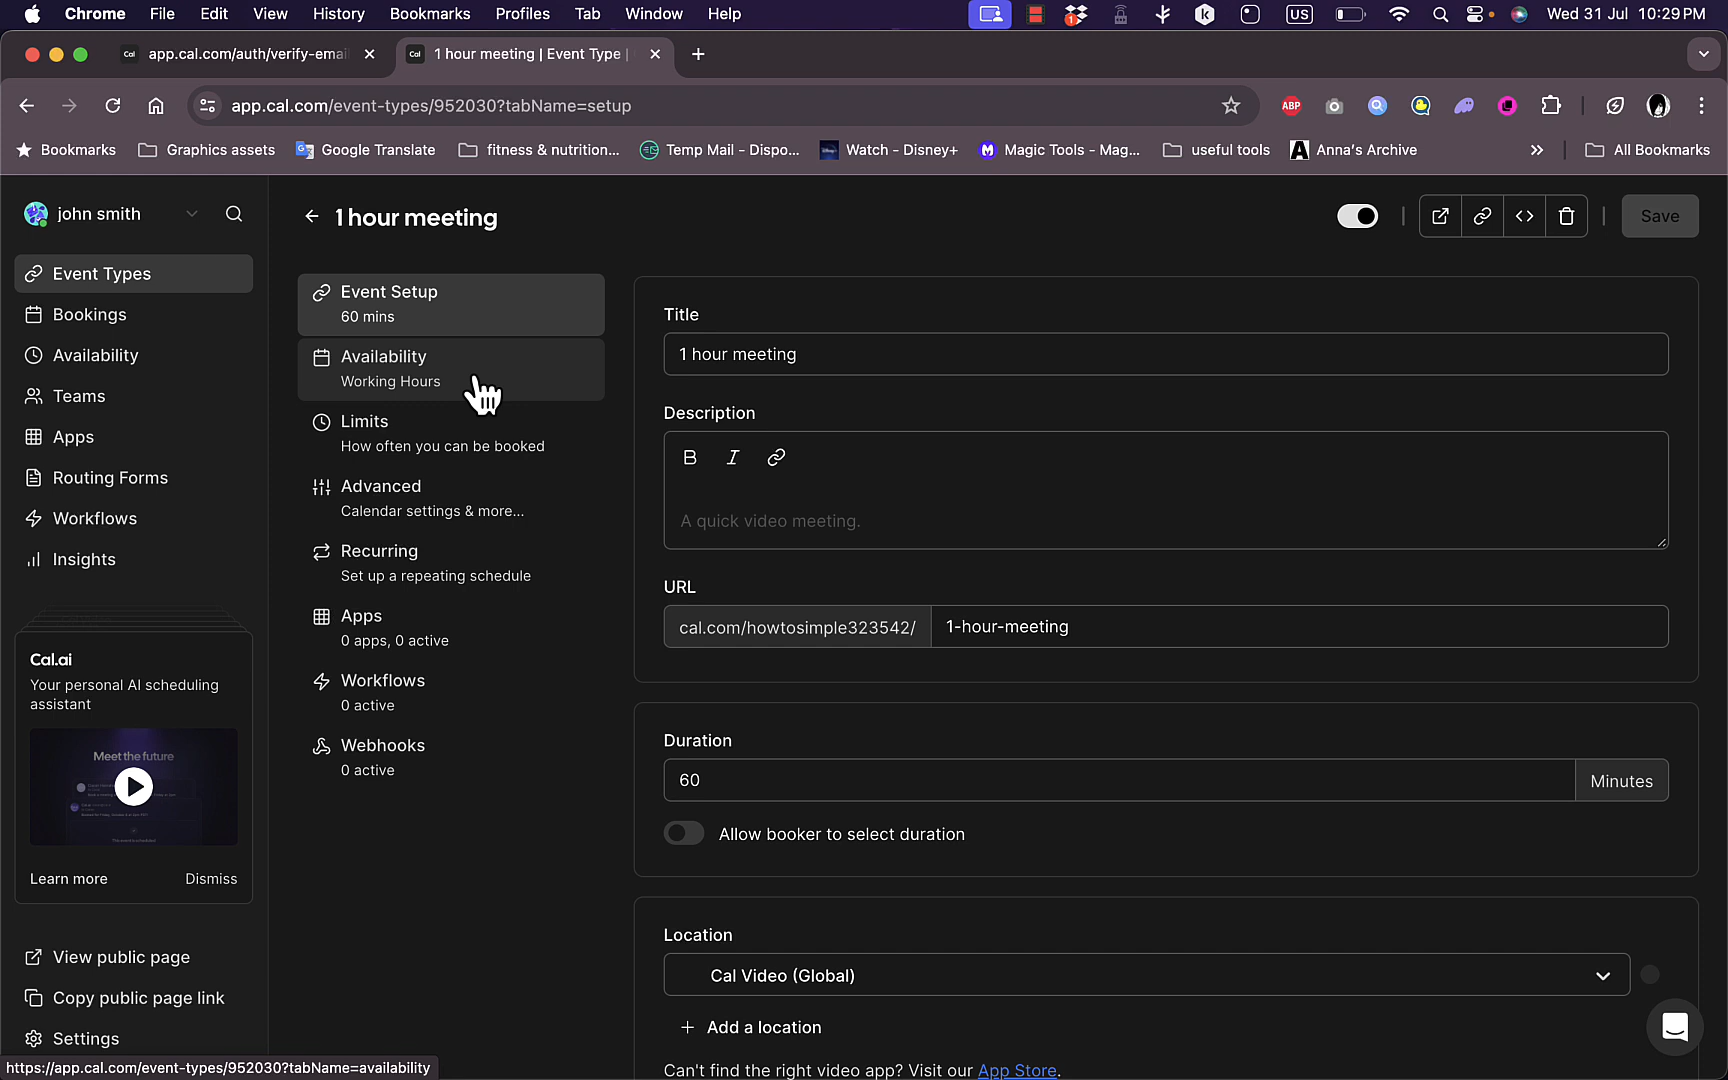 Chrome File Edit View History Bookmarks Profiles Tab Window Help
1
US
Wed 31 Jul 10:29 PM
Cal app.cal.com/auth/verify-emai
Cal 1 hour meeting | Event Type |
app.cal.com/event-types/952030?tabName=setup
ABP
Bookmarks
Graphics assets
Google Translate
fitness & nutrition...
Temp Mail - Dispo...
Watch - Disney+
Magic Tools - Mag...
useful tools
Anna's Archive
All Bookmarks
john smith
Event Types
Bookings
Availability
Teams
Apps
Routing Forms
Workflows
Insights
Cal.ai
Your personal AI scheduling
assistant
Meet the future
Learn more
Dismiss
View public page
Copy public page link
Settings
https://app.cal.com/event-types/952030?tabName=availability
1 hour meeting
Save
Event Setup
60 mins
Availability
Working Hours
Limits
How often you can be booked
Advanced
Calendar settings & more...
Recurring
Set up a repeating schedule
Apps
0 apps, 0 active
Workflows
0 active
Webhooks
0 active
Title
1 hour meeting
Description
B I
A quick video meeting.
URL
cal.com/howtosimple323542/ 1-hour-meeting
Duration
60 Minutes
Allow booker to select duration
Location
Cal Video (Global)
Add a location
Can't find the right video app? Visit our App Store.